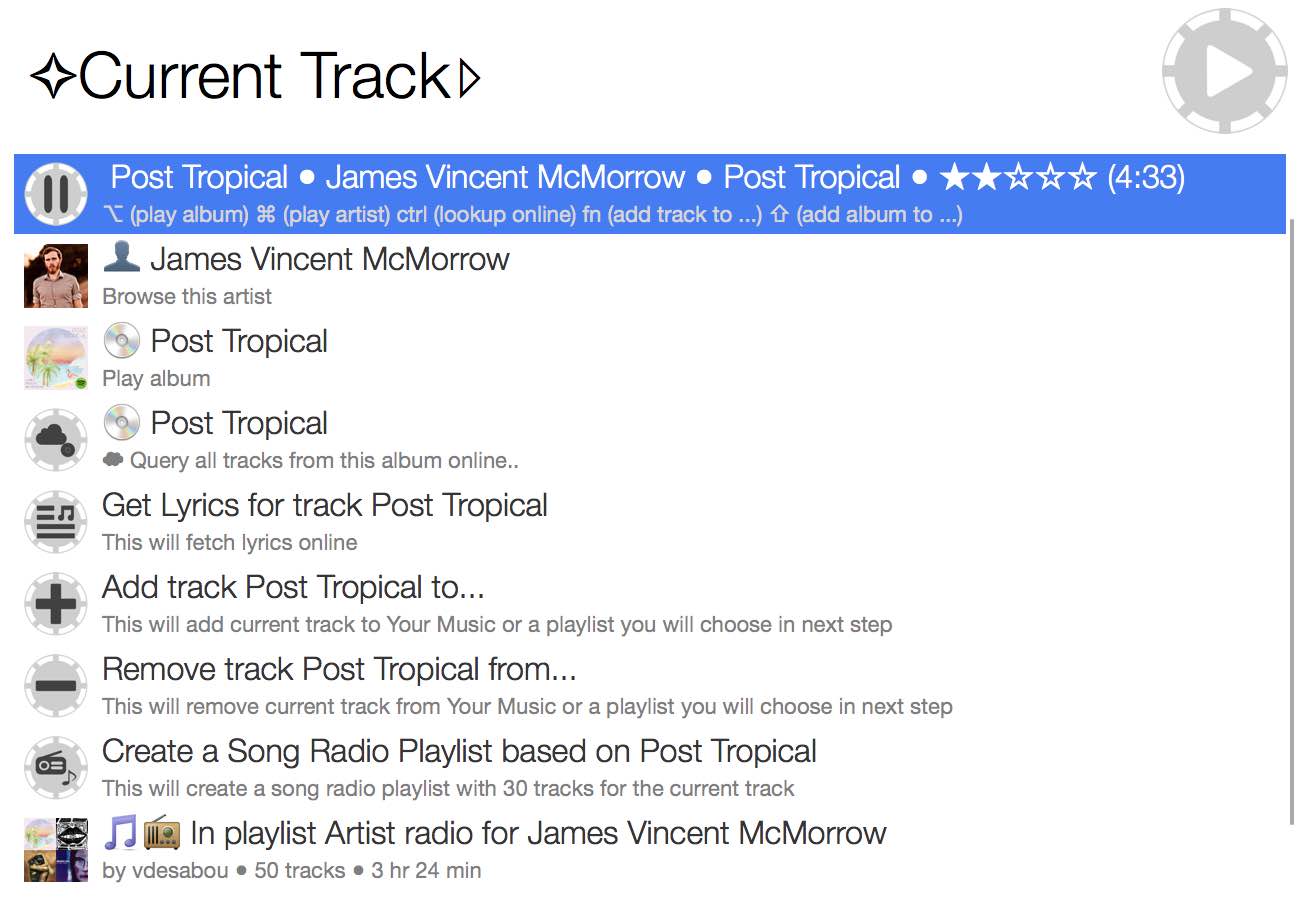 ✧Current Track▹
Post Tropical ● James Vincent McMorrow ● Post Tropical ● ★★☆☆☆ (4:33)
⌥ (play album) ⌘ (play artist) ctrl (lookup online) fn (add track to ...) ⇧ (add album to ...)
👤 James Vincent McMorrow
Browse this artist
💿 Post Tropical
Play album
💿 Post Tropical
☁ Query all tracks from this album online..
Get Lyrics for track Post Tropical
This will fetch lyrics online
Add track Post Tropical to...
This will add current track to Your Music or a playlist you will choose in next step
Remove track Post Tropical from...
This will remove current track from Your Music or a playlist you will choose in next step
Create a Song Radio Playlist based on Post Tropical
This will create a song radio playlist with 30 tracks for the current track
🎵📻 In playlist Artist radio for James Vincent McMorrow
by vdesabou ● 50 tracks ● 3 hr 24 min